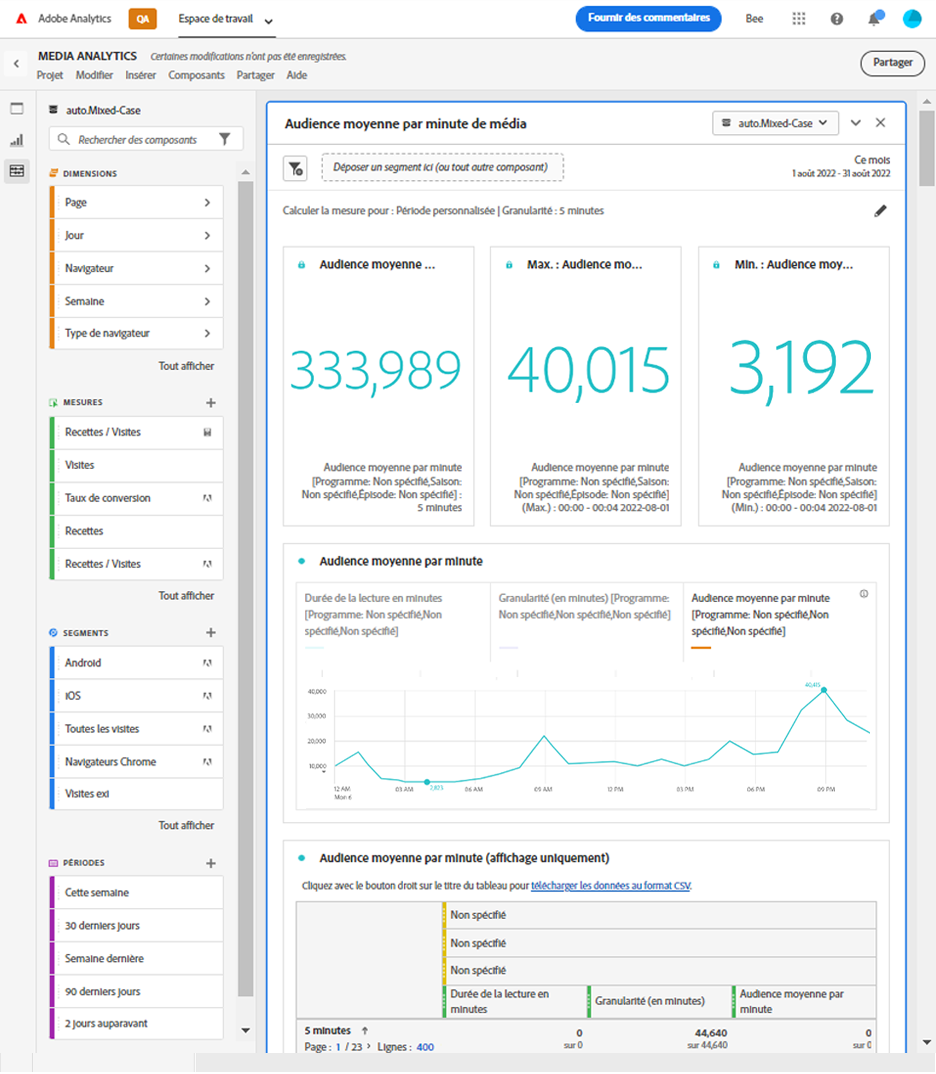 Adobe Analytics
QA
Espace de travail
Fournir des commentaires
Bee
MEDIA ANALYTICS
Certaines modifications n'ont pas été enregistrées.
Projet Modifier Insérer Composants Partager Aide
Partager
auto.Mixed-Case
Rechercher des composants
DIMENSIONS
Page
Jour
Navigateur
Semaine
Type de navigateur
Tout afficher
MESURES
Recettes / Visites
Visites
Taux de conversion
Recettes
Recettes / Visites
Tout afficher
SEGMENTS
Android
iOS
Toutes les visites
Navigateurs Chrome
Visites exi
Tout afficher
PÉRIODES
Cette semaine
30 derniers jours
Semaine dernière
90 derniers jours
2 jours auparavant
Audience moyenne par minute de média
auto.Mixed-Case
Déposer un segment ici (ou tout autre composant)
Ce mois
1 août 2022 - 31 août 2022
Calculer la mesure pour : Période personnalisée | Granularité : 5 minutes
Audience moyenne ...
333,989
Audience moyenne par minute
[Programme: Non spécifié,Saison:
Non spécifié,Épisode: Non spécifié] :
5 minutes
Max. : Audience mo...
40,015
Audience moyenne par minute
[Programme: Non spécifié,Saison:
Non spécifié,Épisode: Non spécifié]
(Max.) : 00:00 - 00:04 2022-08-01
Min. : Audience moy...
3,192
Audience moyenne par minute
[Programme: Non spécifié,Saison:
Non spécifié,Épisode: Non spécifié]
(Min.) : 00:00 - 00:04 2022-08-01
Audience moyenne par minute
Durée de la lecture en minutes
[Programme: Non spécifié,Non
spécifié,Non spécifié]
Granularité (en minutes) [Programme:
Non spécifié,Non spécifié,Non spécifié]
Audience moyenne par minute
[Programme: Non spécifié,Non
spécifié,Non spécifié]
40,000
30,000
20,000
10,000
40,415
2,823
12 AM 03 AM 06 AM 09 AM 12 PM 03 PM 06 PM 09 PM
Mon 6
Audience moyenne par minute (affichage uniquement)
Cliquez avec le bouton droit sur le titre du tableau pour télécharger les données au format CSV.
Non spécifié
Non spécifié
Non spécifié
Durée de la lecture en
minutes
Granularité (en minutes)
Audience moyenne par
minute
5 minutes ↑ 0 44,640 0
Page : 1 / 23 > Lignes : 400 sur 0 sur 44,640 sur 0